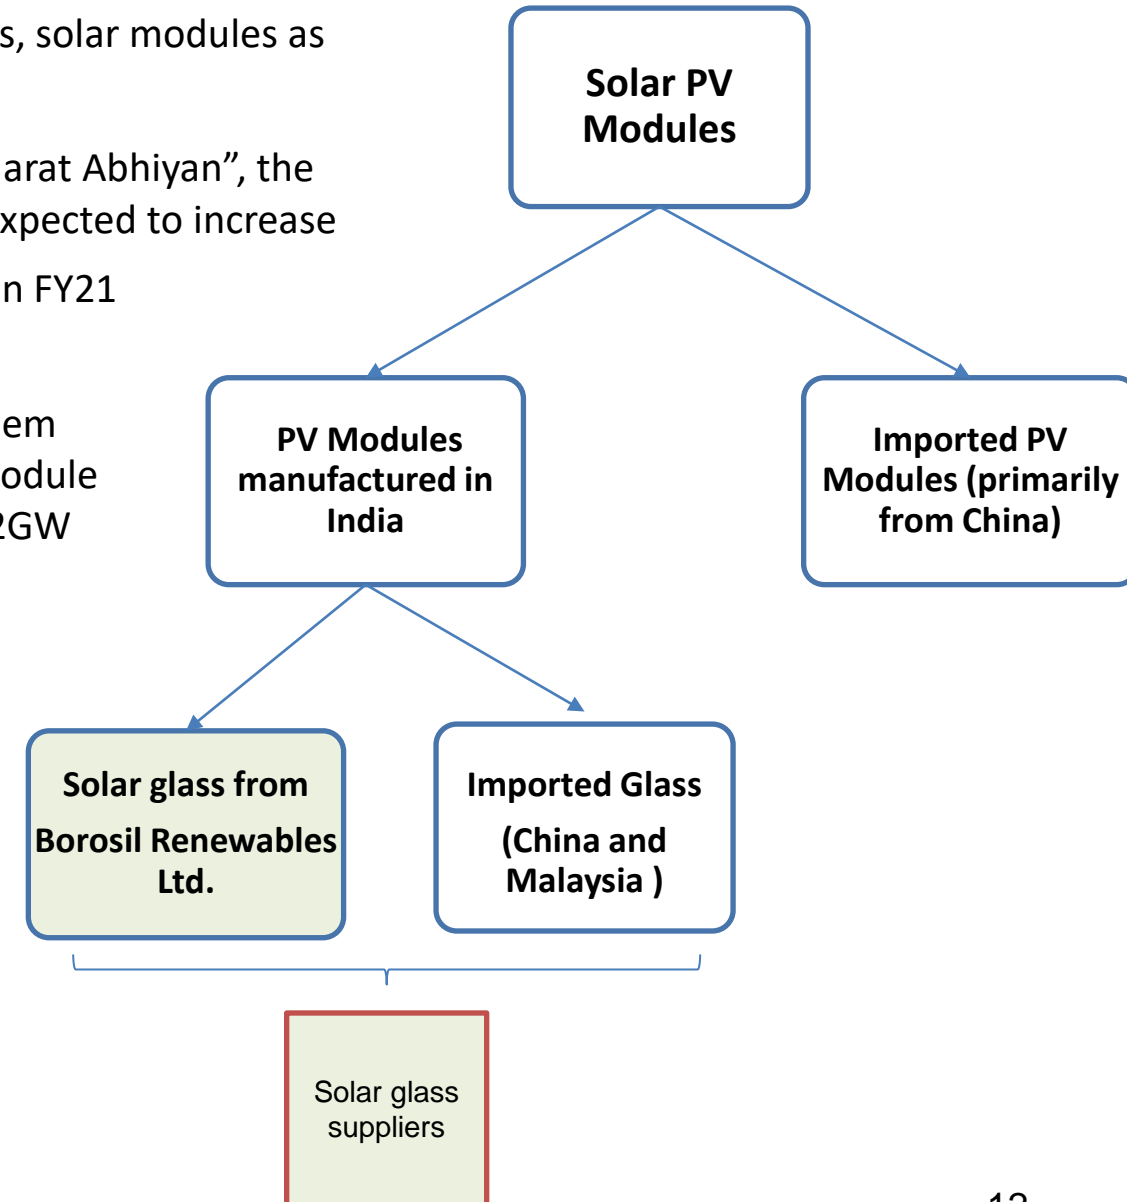 s, solar modules as
arat Abhiyan”, the
xpected to increase
n FY21
em
odule
2GW
Solar PV
Modules
PV Modules
manufactured in
India
Imported PV
Modules (primarily
from China)
Solar glass from
Borosil Renewables
Ltd.
Imported Glass
(China and
Malaysia )
Solar glass
suppliers